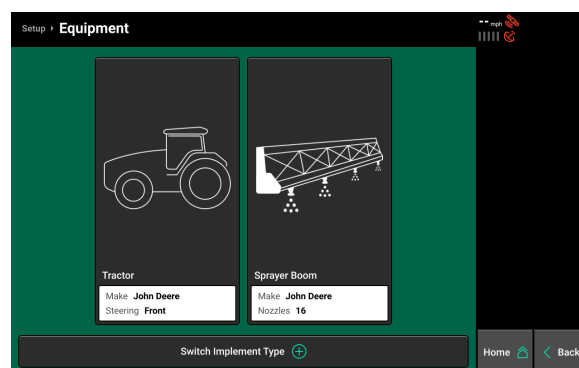 Setup › Equipment
-- mph
Tractor
Make John Deere
Steering Front
Sprayer Boom
Make John Deere
Nozzles 16
Switch Implement Type
Home
Back